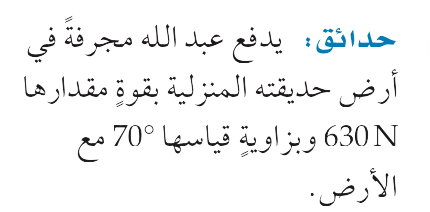 حدائق: يدفع عبد الله مجرفةً في
أرض حديقته المنزلية بقوةٍ مقدارها
630 N وبزاويةٍ قياسها 70° مع
الأرض.